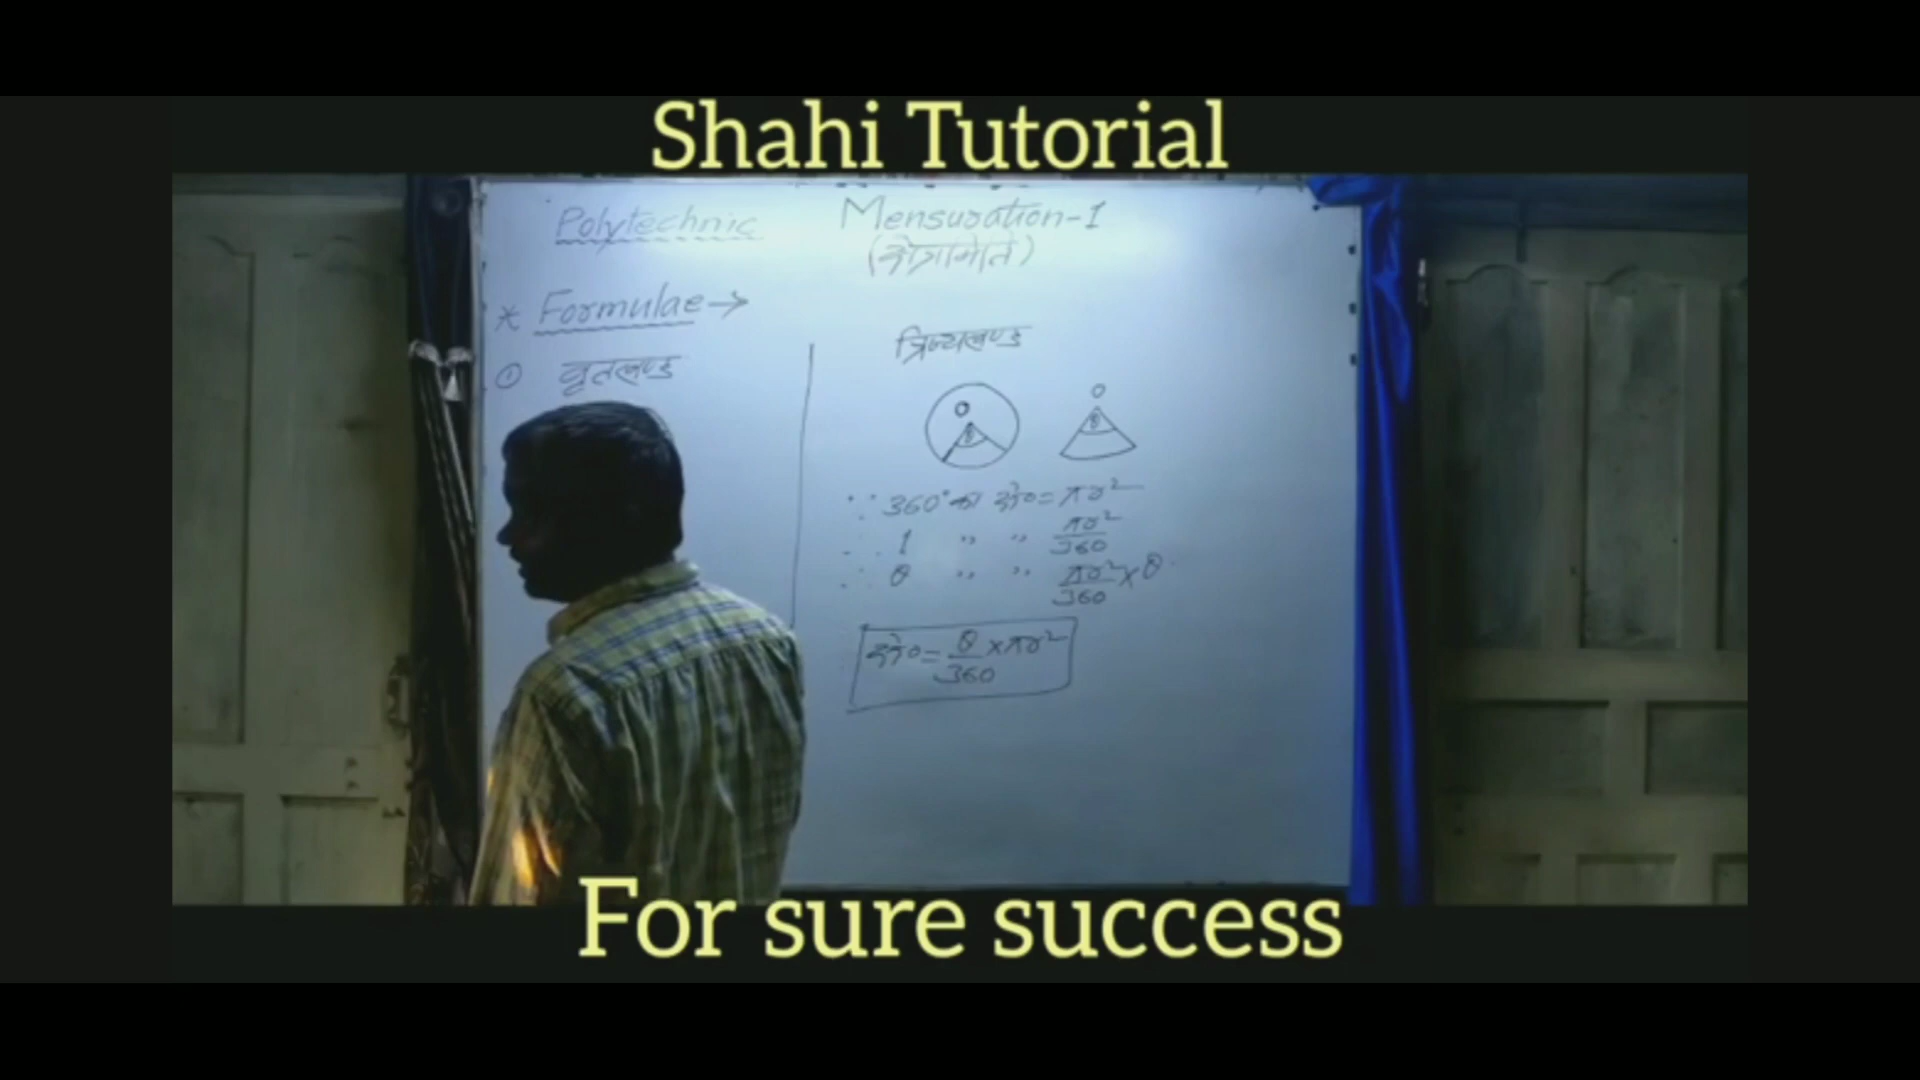 Shahi Tutorial
Polytechnic
Mensuration-1
(क्षेत्रमिति)
* Formulae →
① वृतखण्ड
त्रिज्यखण्ड
O
θ
O
θ
∵ 360° का क्षे० = πr²
∴ 1 " " πr²/360
∴ θ " " πr²/360 × θ
क्षे० = θ/360 × πr²
For sure success